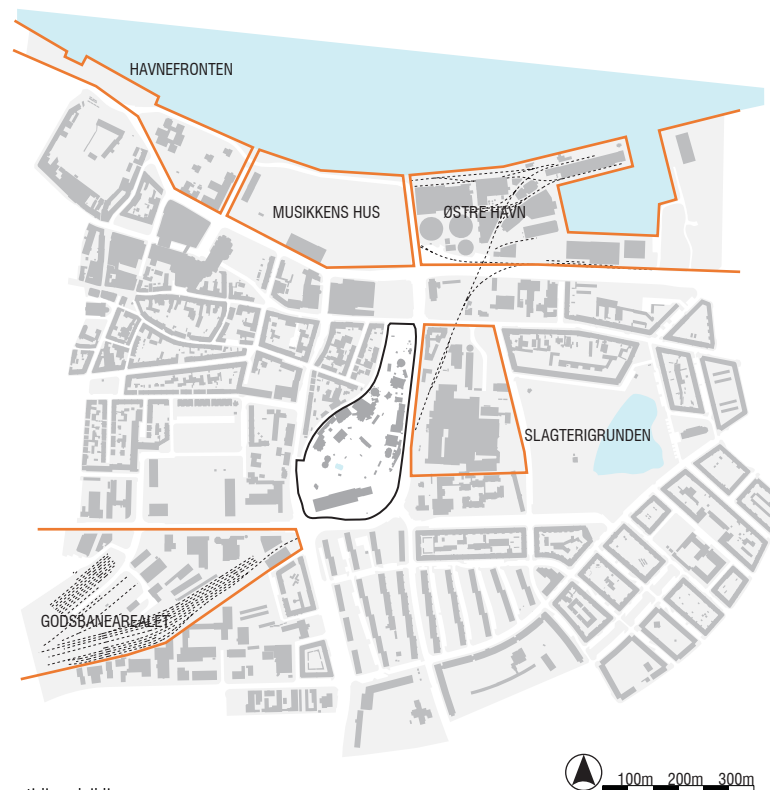 HAVNEFRONTEN
MUSIKKENS HUS
ØSTRE HAVN
SLAGTERIGRUNDEN
GODSBANEAREALET
100m 200m 300m